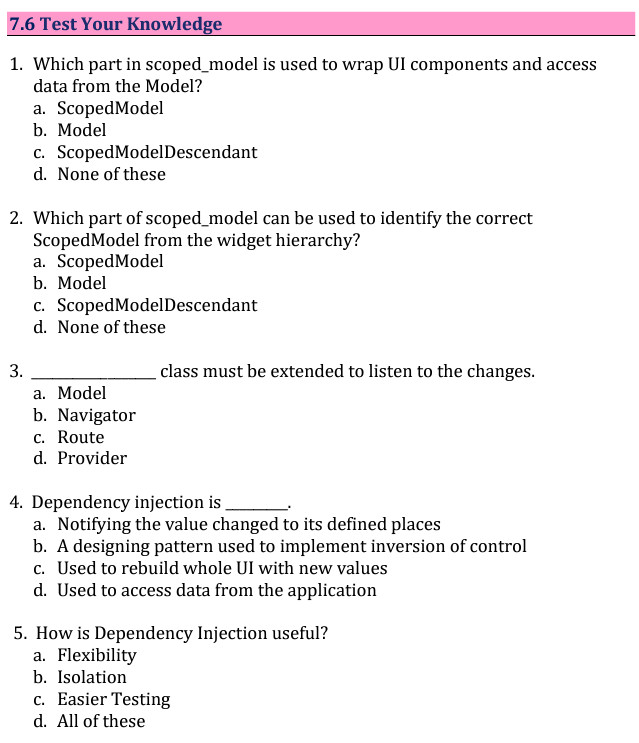 7.6 Test Your Knowledge
1. Which part in scoped_model is used to wrap UI components and access
data from the Model?
a. ScopedModel
b. Model
c. ScopedModelDescendant
d. None of these
2. Which part of scoped_model can be used to identify the correct
ScopedModel from the widget hierarchy?
a. ScopedModel
b. Model
c. ScopedModelDescendant
d. None of these
3. ________________ class must be extended to listen to the changes.
a. Model
b. Navigator
c. Route
d. Provider
4. Dependency injection is ________.
a. Notifying the value changed to its defined places
b. A designing pattern used to implement inversion of control
c. Used to rebuild whole UI with new values
d. Used to access data from the application
5. How is Dependency Injection useful?
a. Flexibility
b. Isolation
c. Easier Testing
d. All of these